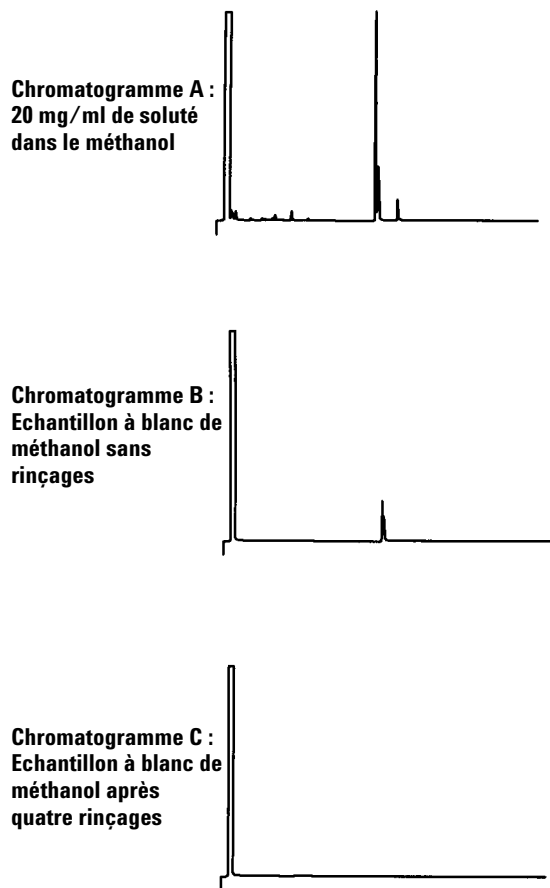 Chromatogramme A :
20 mg/ml de soluté
dans le méthanol
Chromatogramme B :
Echantillon à blanc de
méthanol sans
rinçages
Chromatogramme C :
Echantillon à blanc de
méthanol après
quatre rinçages